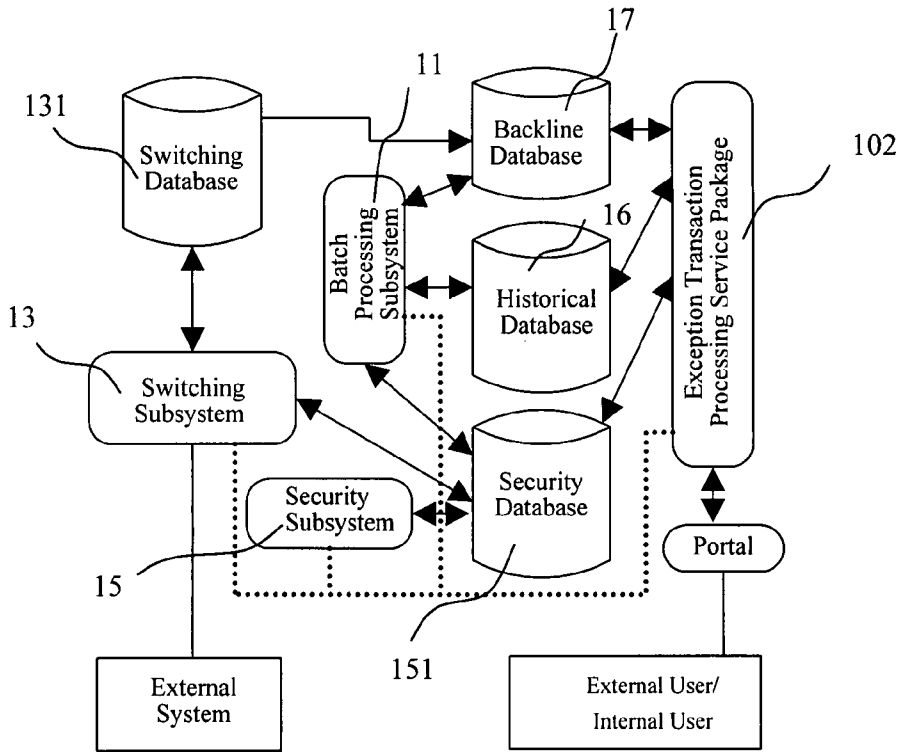 17
11
131
Switching
Database
Backline
Database
102
Batch
Processing
Subsystem
16
Historical
Database
Exception Transaction
Processing Service Package
13
Switching
Subsystem
Security
Subsystem
Security
Database
Portal
15
151
External
System
External User/
Internal User